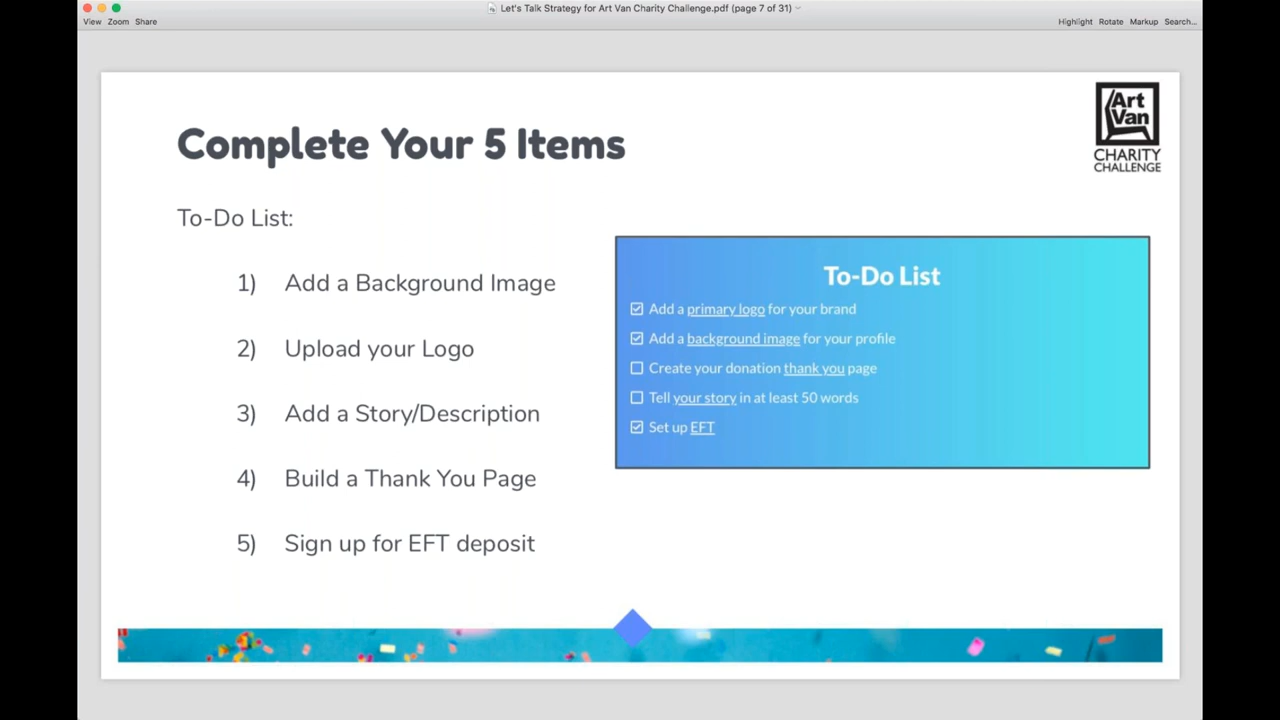 Let's Talk Strategy for Art Van Charity Challenge.pdf (page 7 of 31)
View Zoom Share
Highlight Rotate Markup Search...
Art
Van
CHARITY
CHALLENGE
Complete Your 5 Items
To-Do List:
1) Add a Background Image
2) Upload your Logo
3) Add a Story/Description
4) Build a Thank You Page
5) Sign up for EFT deposit
To-Do List
Add a primary logo for your brand
Add a background image for your profile
Create your donation thank you page
Tell your story in at least 50 words
Set up EFT